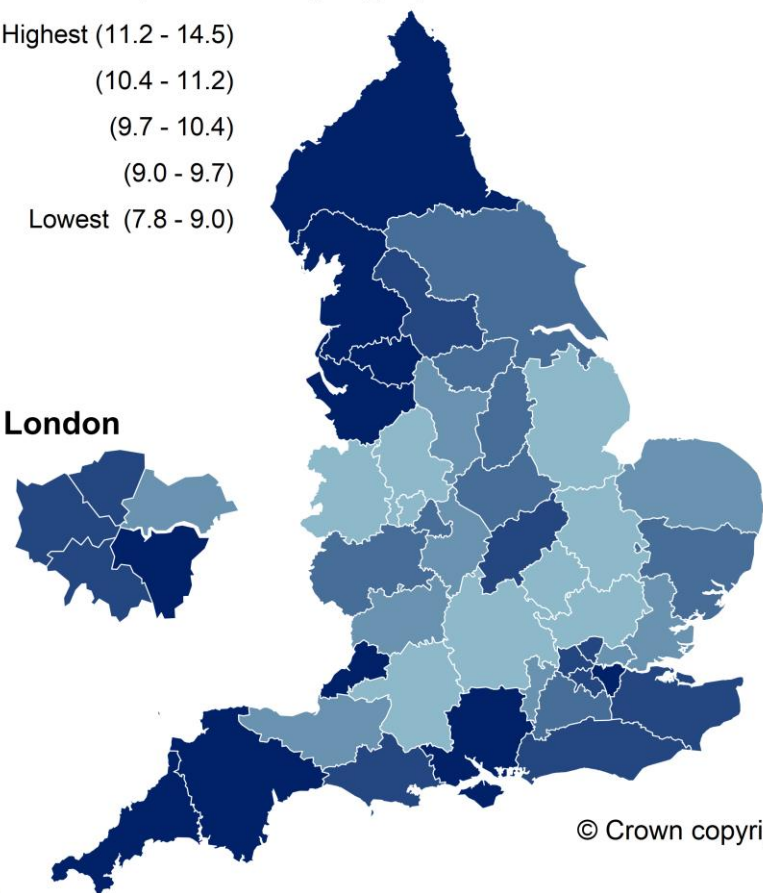 Highest (11.2 - 14.5)
(10.4 - 11.2)
(9.7 - 10.4)
(9.0 - 9.7)
Lowest (7.8 - 9.0)
London
© Crown copyri